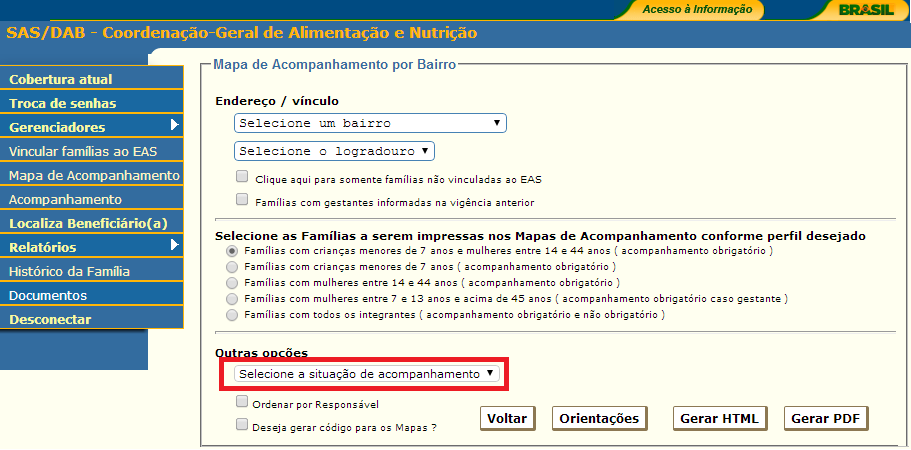 Acesso à Informação
BRASIL
SAS/DAB - Coordenação-Geral de Alimentação e Nutrição
Cobertura atual
Troca de senhas
Gerenciadores
Vincular famílias ao EAS
Mapa de Acompanhamento
Acompanhamento
Localiza Beneficiário(a)
Relatórios
Histórico da Família
Documentos
Desconectar
Mapa de Acompanhamento por Bairro
Endereço / vínculo
Selecione um bairro
Selecione o logradouro
Clique aqui para somente famílias não vinculadas ao EAS
Famílias com gestantes informadas na vigência anterior
Selecione as Famílias a serem impressas nos Mapas de Acompanhamento conforme perfil desejado
Famílias com crianças menores de 7 anos e mulheres entre 14 e 44 anos ( acompanhamento obrigatório )
Famílias com crianças menores de 7 anos ( acompanhamento obrigatório )
Famílias com mulheres entre 14 e 44 anos ( acompanhamento obrigatório )
Famílias com mulheres entre 7 e 13 anos e acima de 45 anos ( acompanhamento obrigatório caso gestante )
Famílias com todos os integrantes ( acompanhamento obrigatório e não obrigatório )
Outras opções
Selecione a situação de acompanhamento
Ordenar por Responsável
Deseja gerar código para os Mapas ?
Voltar
Orientações
Gerar HTML
Gerar PDF